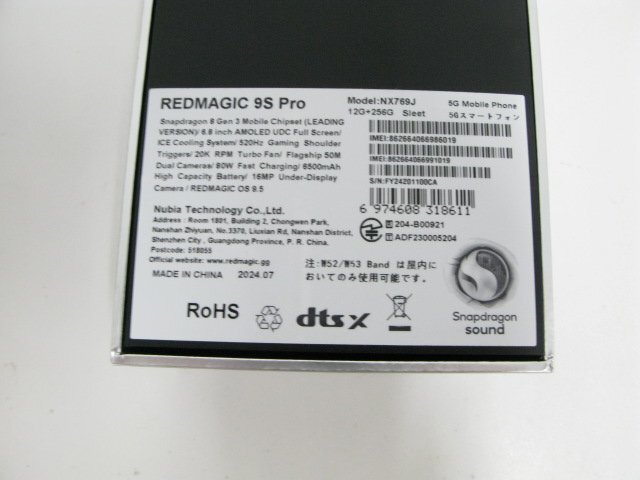 REDMAGIC 9S Pro
Model:NX769J
5G Mobile Phone
12G+256G Sleet
5Gスマートフォン
Snapdragon 8 Gen 3 Mobile Chipset (LEADING
VERSION)/ 6.8 inch AMOLED UDC Full Screen/
ICE Cooling System/ 520Hz Gaming Shoulder
Triggers/ 20K RPM Turbo Fan/ Flagship 50M
Dual Cameras/ 80W Fast Charging/ 6500mAh
High Capacity Battery/ 16MP Under-Display
Camera / REDMAGIC OS 9.5
IMEI:862664066986019
IMEI:862664066991019
S/N:FY24201100CA
6 974608 318611
Nubia Technology Co.,Ltd.
Address : Room 1801, Building 2, Chongwen Park,
Nanshan Zhiyuan, No.3370, Liuxian Rd, Nanshan District,
Shenzhen City , Guangdong Province, P. R. China.
Postcode: 518055
Official website: www.redmagic.gg
MADE IN CHINA 2024.07
R 204-B00921
T ADF230005204
注:W52/W53 Band は屋内に
おいてのみ使用可能です.
RoHS
dts X
Snapdragon
sound